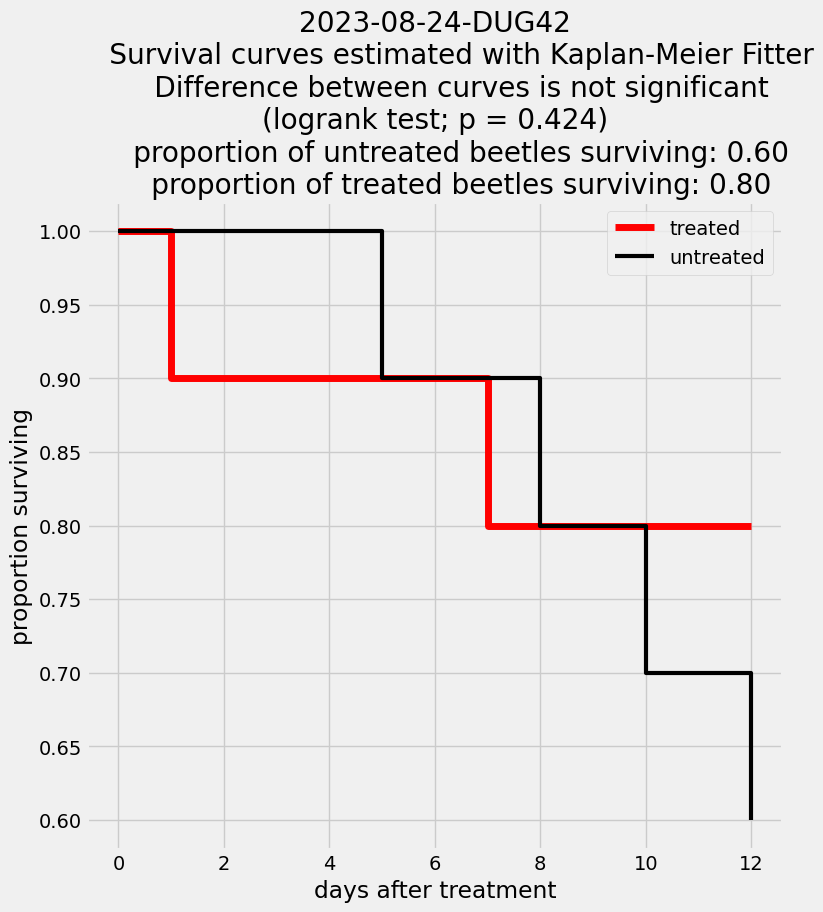 2023-08-24-DUG42
Survival curves estimated with Kaplan-Meier Fitter
Difference between curves is not significant
(logrank test; p = 0.424)
proportion of untreated beetles surviving: 0.60
proportion of treated beetles surviving: 0.80
treated
untreated
1.00
0.95
0.90
0.85
0.80
0.75
0.70
0.65
0.60
proportion surviving
0 2 4 6 8 10 12
days after treatment